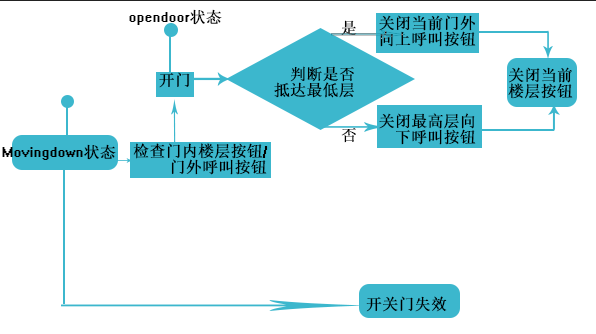 opendoor状态
是
关闭当前门外
向上呼叫按钮
开门
判断是否
抵达最低层
关闭当前
楼层按钮
否
关闭最高层向
下呼叫按钮
Movingdown状态
检查门内楼层按钮/
门外呼叫按钮
开关门失效